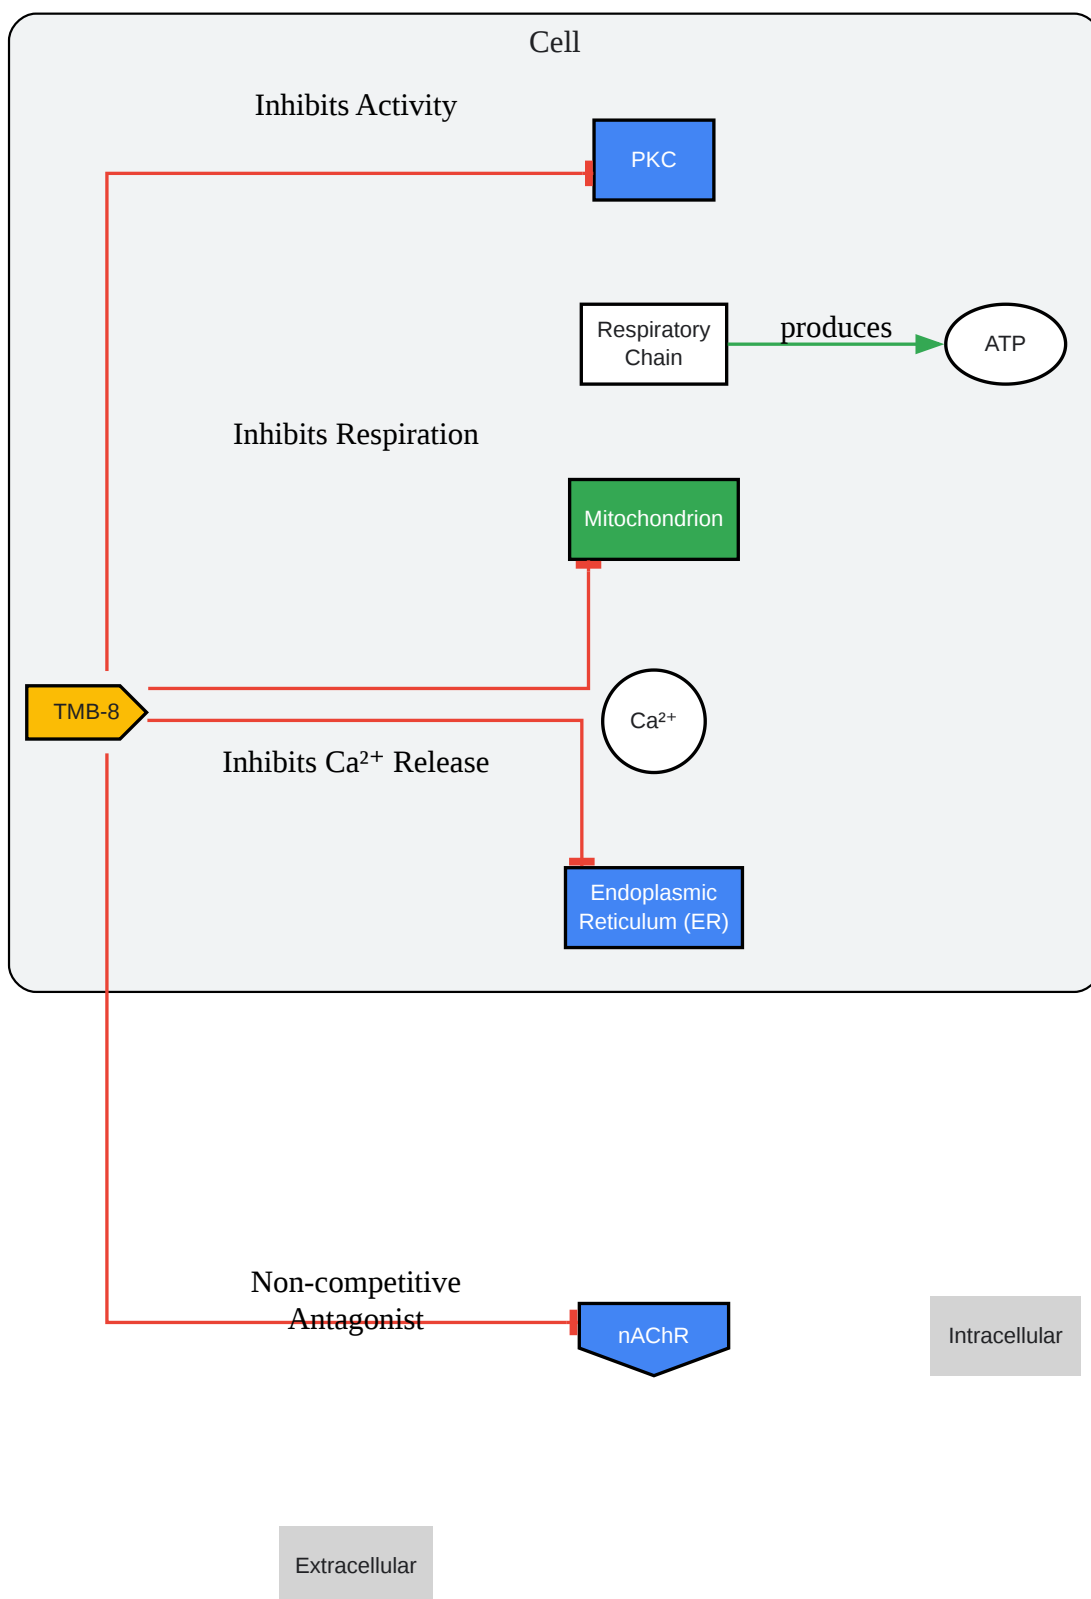 Cell
Inhibits Activity
PKC
Respiratory
Chain
produces
ATP
Inhibits Respiration
Mitochondrion
TMB-8
Ca²⁺
Inhibits Ca²⁺ Release
Endoplasmic
Reticulum (ER)
Non-competitive
Antagonist
nAChR
Intracellular
Extracellular